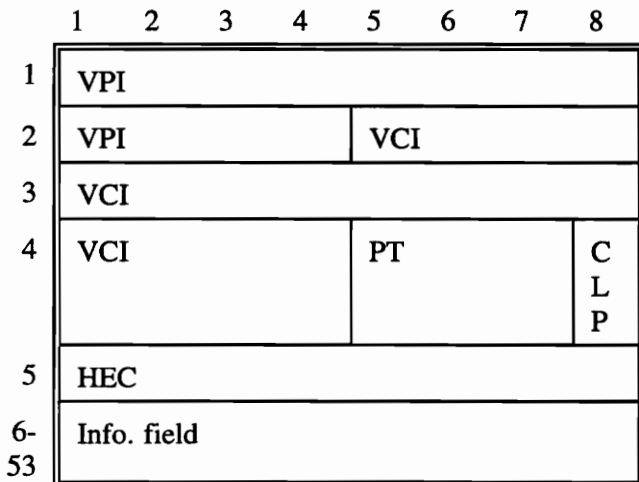 1 2 3 4 5 6 7 8
1 VPI
2 VPI VCI
3 VCI
4 VCI PT C
L
P
5 HEC
6- Info. field
53